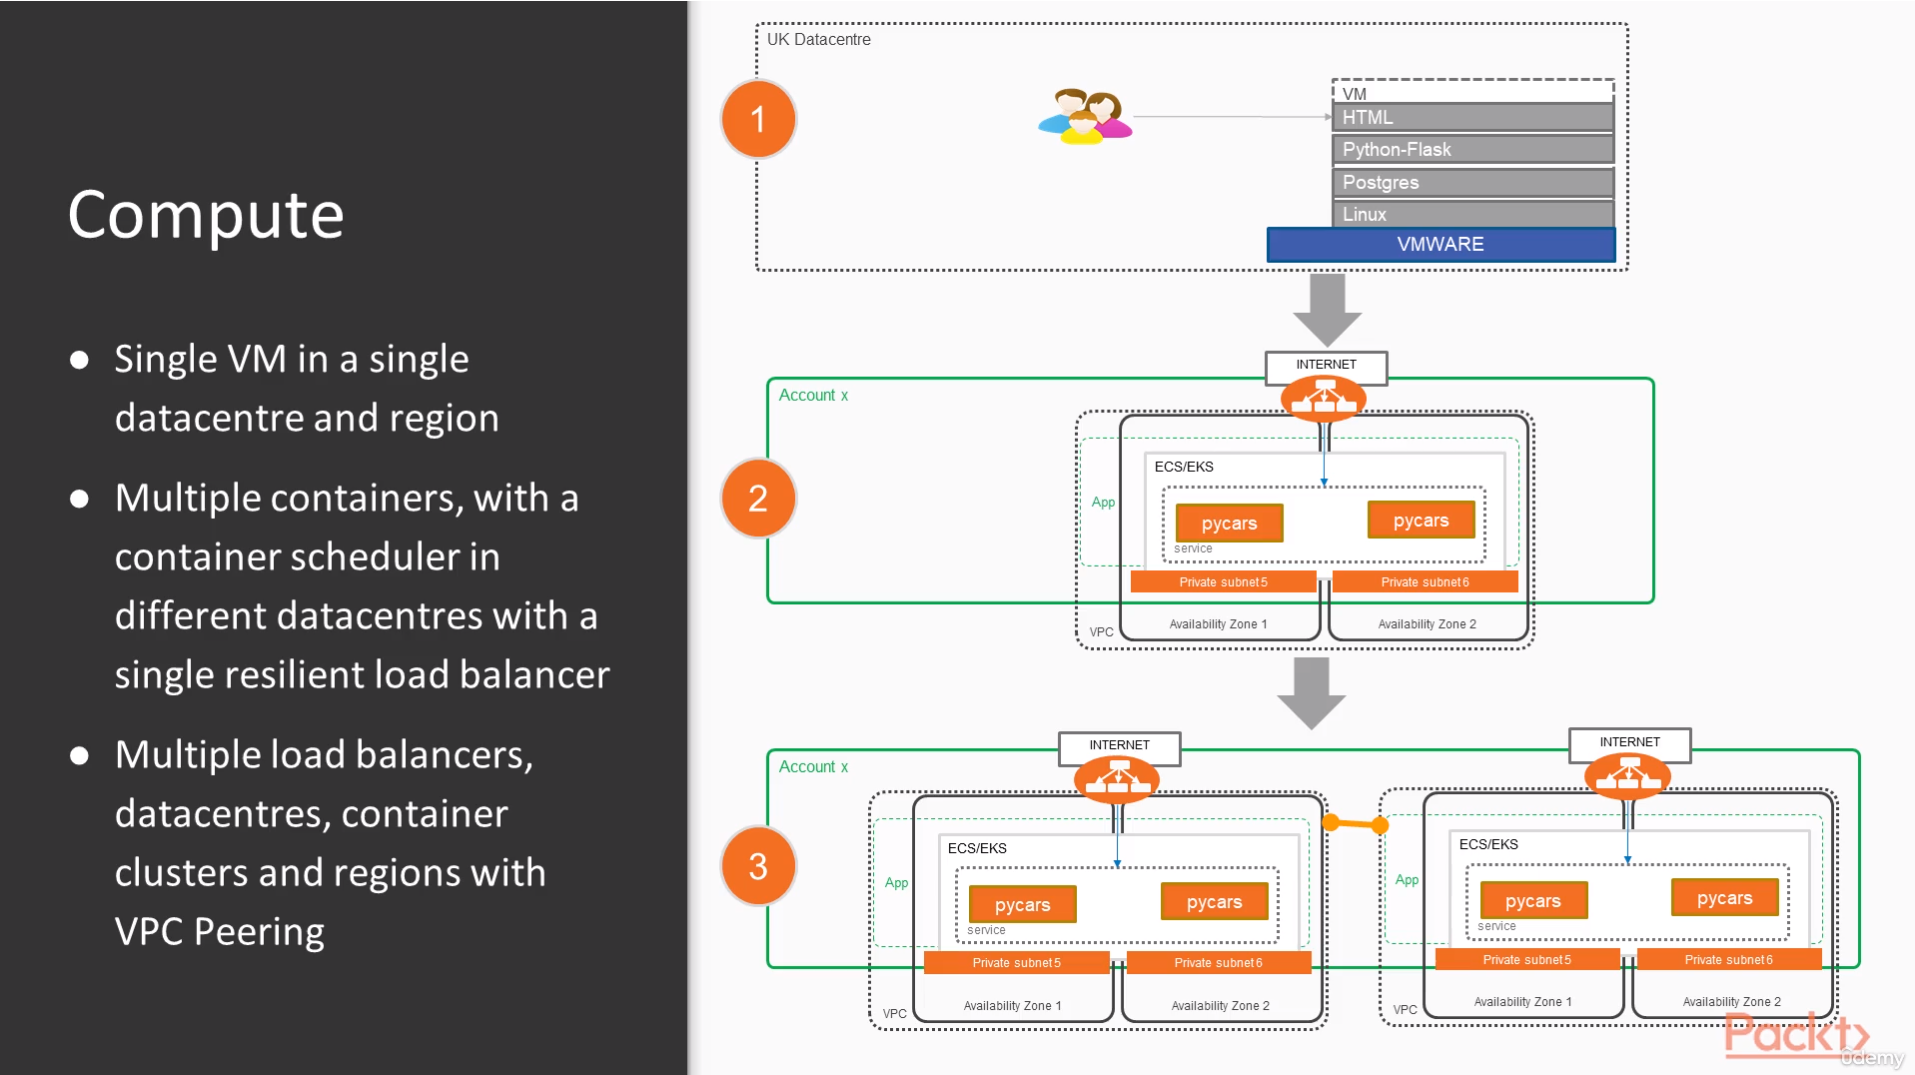 Compute
● Single VM in a single
datacentre and region
● Multiple containers, with a
container scheduler in
different datacentres with a
single resilient load balancer
● Multiple load balancers,
datacentres, container
clusters and regions with
VPC Peering
UK Datacentre
1
VM
HTML
Python-Flask
Postgres
Linux
VMWARE
INTERNET
Account x
2
ECS/EKS
App
pycars
pycars
service
Private subnet 5
Private subnet 6
Availability Zone 1
Availability Zone 2
VPC
INTERNET
INTERNET
Account x
3
ECS/EKS
App
pycars
pycars
service
Private subnet 5
Private subnet 6
Availability Zone 1
Availability Zone 2
VPC
ECS/EKS
App
pycars
pycars
service
Private subnet 5
Private subnet 6
Availability Zone 1
Availability Zone 2
VPC
Packt>
ûdemy